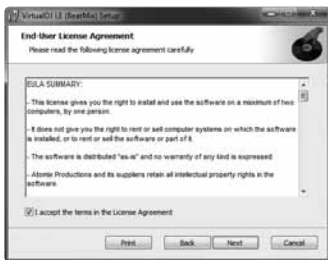 VirtualDJ LE (BearMix) Setup
End-User License Agreement
Please read the following license agreement carefully
EULA SUMMARY:
- This license gives you the right to install and use the software on a maximum of two
computers, by one person.
- It does not give you the right to rent or sell computer systems on which the software
is installed, or to rent or sell the software or part of it.
- The software is distributed "as-is" and no warranty of any kind is expressed.
- Atomix Productions and its suppliers retain all intellectual property rights in the
software.
I accept the terms in the License Agreement
Print
Back
Next
Cancel